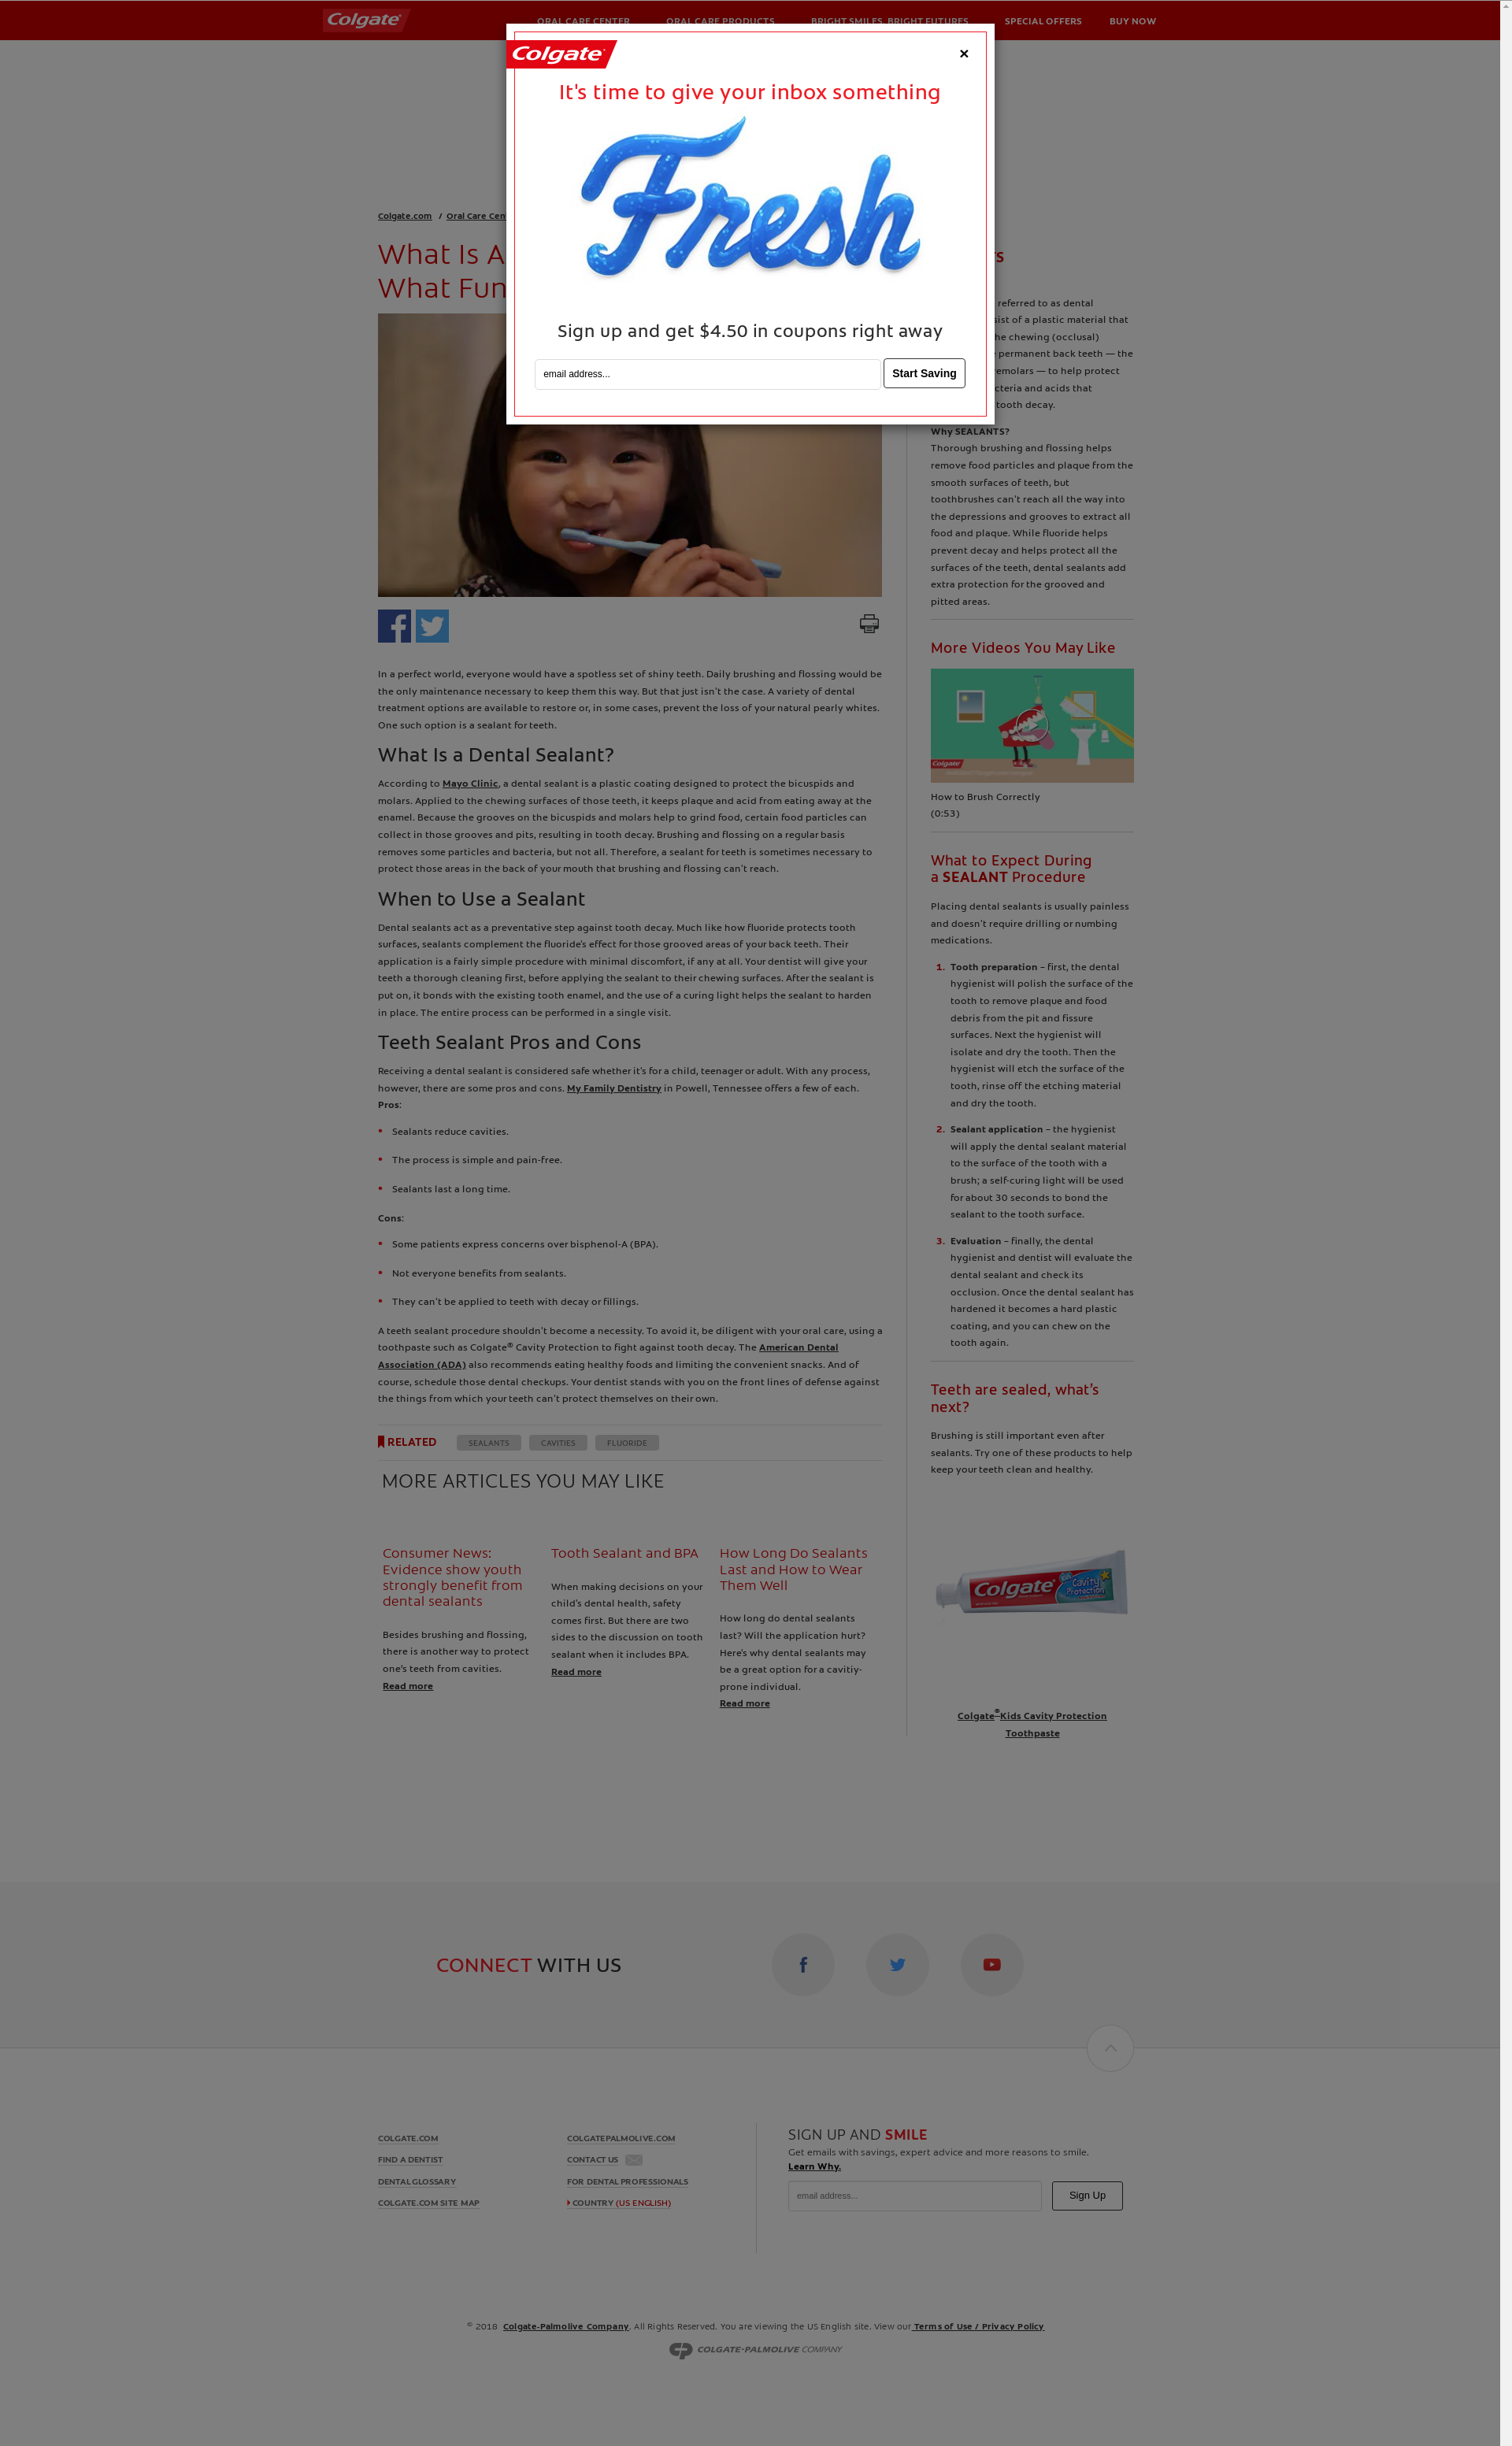 Colgate®
ORAL CARE CENTER
ORAL CARE PRODUCTS
BRIGHT SMILES, BRIGHT FUTURES
SPECIAL OFFERS
BUY NOW
Colgate®
×
It's time to give your inbox something
Fresh
Sign up and get $4.50 in coupons right away
email address...
Start Saving
Colgate.com / Oral Care Cen
What Is A
What Fun
In a perfect world, everyone would have a spotless set of shiny teeth. Daily brushing and flossing would be
the only maintenance necessary to keep them this way. But that just isn't the case. A variety of dental
treatment options are available to restore or, in some cases, prevent the loss of your natural pearly whites.
One such option is a sealant for teeth.
What Is a Dental Sealant?
According to Mayo Clinic, a dental sealant is a plastic coating designed to protect the bicuspids and
molars. Applied to the chewing surfaces of those teeth, it keeps plaque and acid from eating away at the
enamel. Because the grooves on the bicuspids and molars help to grind food, certain food particles can
collect in those grooves and pits, resulting in tooth decay. Brushing and flossing on a regular basis
removes some particles and bacteria, but not all. Therefore, a sealant for teeth is sometimes necessary to
protect those areas in the back of your mouth that brushing and flossing can't reach.
When to Use a Sealant
Dental sealants act as a preventative step against tooth decay. Much like how fluoride protects tooth
surfaces, sealants complement the fluoride's effect for those grooved areas of your back teeth. Their
application is a fairly simple procedure with minimal discomfort, if any at all. Your dentist will give your
teeth a thorough cleaning first, before applying the sealant to their chewing surfaces. After the sealant is
put on, it bonds with the existing tooth enamel, and the use of a curing light helps the sealant to harden
in place. The entire process can be performed in a single visit.
Teeth Sealant Pros and Cons
Receiving a dental sealant is considered safe whether it's for a child, teenager or adult. With any process,
however, there are some pros and cons. My Family Dentistry in Powell, Tennessee offers a few of each.
Pros:
• Sealants reduce cavities.
• The process is simple and pain-free.
• Sealants last a long time.
Cons:
• Some patients express concerns over bisphenol-A (BPA).
• Not everyone benefits from sealants.
• They can't be applied to teeth with decay or fillings.
A teeth sealant procedure shouldn't become a necessity. To avoid it, be diligent with your oral care, using a
toothpaste such as Colgate® Cavity Protection to fight against tooth decay. The American Dental
Association (ADA) also recommends eating healthy foods and limiting the convenient snacks. And of
course, schedule those dental checkups. Your dentist stands with you on the front lines of defense against
the things from which your teeth can't protect themselves on their own.
RELATED
SEALANTS
CAVITIES
FLUORIDE
MORE ARTICLES YOU MAY LIKE
Consumer News:
Evidence show youth
strongly benefit from
dental sealants
Besides brushing and flossing,
there is another way to protect
one's teeth from cavities.
Read more
Tooth Sealant and BPA
When making decisions on your
child's dental health, safety
comes first. But there are two
sides to the discussion on tooth
sealant when it includes BPA.
Read more
How Long Do Sealants
Last and How to Wear
Them Well
How long do dental sealants
last? Will the application hurt?
Here's why dental sealants may
be a great option for a cavitiy-
prone individual.
Read more
TS
referred to as dental
ist of a plastic material that
he chewing (occlusal)
permanent back teeth — the
emolars — to help protect
cteria and acids that
tooth decay.
Why SEALANTS?
Thorough brushing and flossing helps
remove food particles and plaque from the
smooth surfaces of teeth, but
toothbrushes can't reach all the way into
the depressions and grooves to extract all
food and plaque. While fluoride helps
prevent decay and helps protect all the
surfaces of the teeth, dental sealants add
extra protection for the grooved and
pitted areas.
More Videos You May Like
Colgate
How to Brush Correctly
(0:53)
What to Expect During
a SEALANT Procedure
Placing dental sealants is usually painless
and doesn't require drilling or numbing
medications.
1. Tooth preparation – first, the dental
hygienist will polish the surface of the
tooth to remove plaque and food
debris from the pit and fissure
surfaces. Next the hygienist will
isolate and dry the tooth. Then the
hygienist will etch the surface of the
tooth, rinse off the etching material
and dry the tooth.
2. Sealant application – the hygienist
will apply the dental sealant material
to the surface of the tooth with a
brush; a self-curing light will be used
for about 30 seconds to bond the
sealant to the tooth surface.
3. Evaluation – finally, the dental
hygienist and dentist will evaluate the
dental sealant and check its
occlusion. Once the dental sealant has
hardened it becomes a hard plastic
coating, and you can chew on the
tooth again.
Teeth are sealed, what's
next?
Brushing is still important even after
sealants. Try one of these products to help
keep your teeth clean and healthy.
Colgate Cavity Protection
Colgate®Kids Cavity Protection
Toothpaste
CONNECT WITH US
COLGATE.COM
FIND A DENTIST
DENTAL GLOSSARY
COLGATE.COM SITE MAP
COLGATEPALMOLIVE.COM
CONTACT US
FOR DENTAL PROFESSIONALS
COUNTRY (US ENGLISH)
SIGN UP AND SMILE
Get emails with savings, expert advice and more reasons to smile.
Learn Why.
email address...
Sign Up
© 2018 Colgate-Palmolive Company. All Rights Reserved. You are viewing the US English site. View our Terms of Use / Privacy Policy
CP COLGATE-PALMOLIVE COMPANY